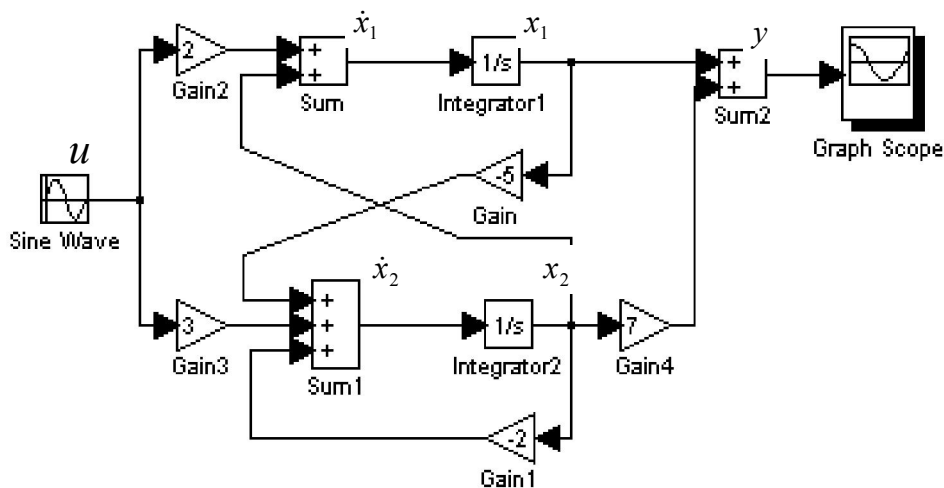 ẋ₁
x₁
y
2
+
+
1/s
+
+
Gain2
Sum
Integrator1
Sum2
Graph Scope
u
-5
Gain
Sine Wave
ẋ₂
x₂
3
+
+
+
1/s
7
Gain3
Sum1
Integrator2
Gain4
-2
Gain1